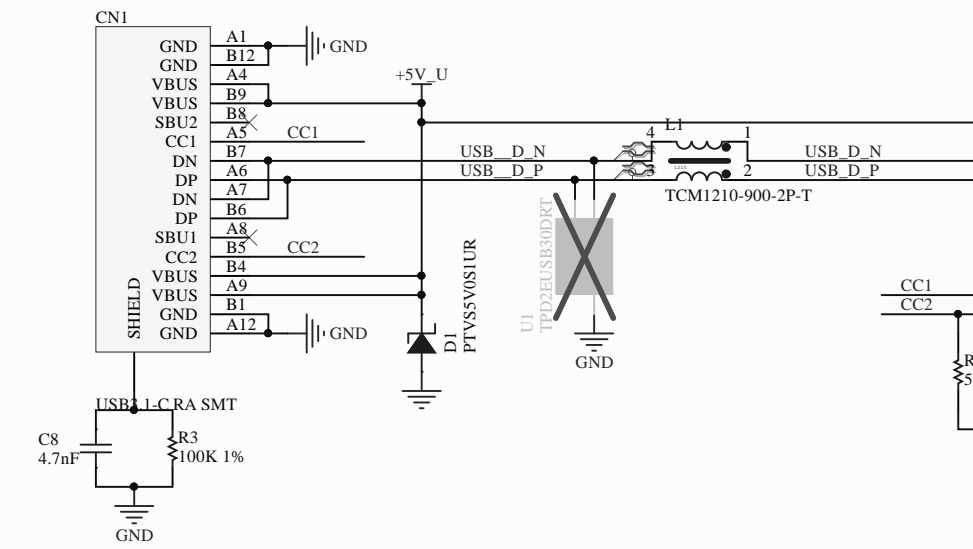 CN1
GND A1
GND
GND B12
VBUS A4
+5V_U
VBUS B9
SBU2 B8
CC1 A5 CC1
4 L1 1
DN B7 USB__D_N USB_D_N
DP A6 USB__D_P 3 2 USB_D_P
DN A7
TCM1210-900-2P-T
DP B6
SBU1 A8
CC2 B5 CC2
VBUS B4
VBUS A9
GND B1
GND A12
GND
SHIELD
D1
PTVS5V0S1UR
U1
TPD2EUSB30DRT
GND
CC1
CC2
R
5
USB3.1-C RA SMT
C8
4.7nF
R3
100K 1%
GND